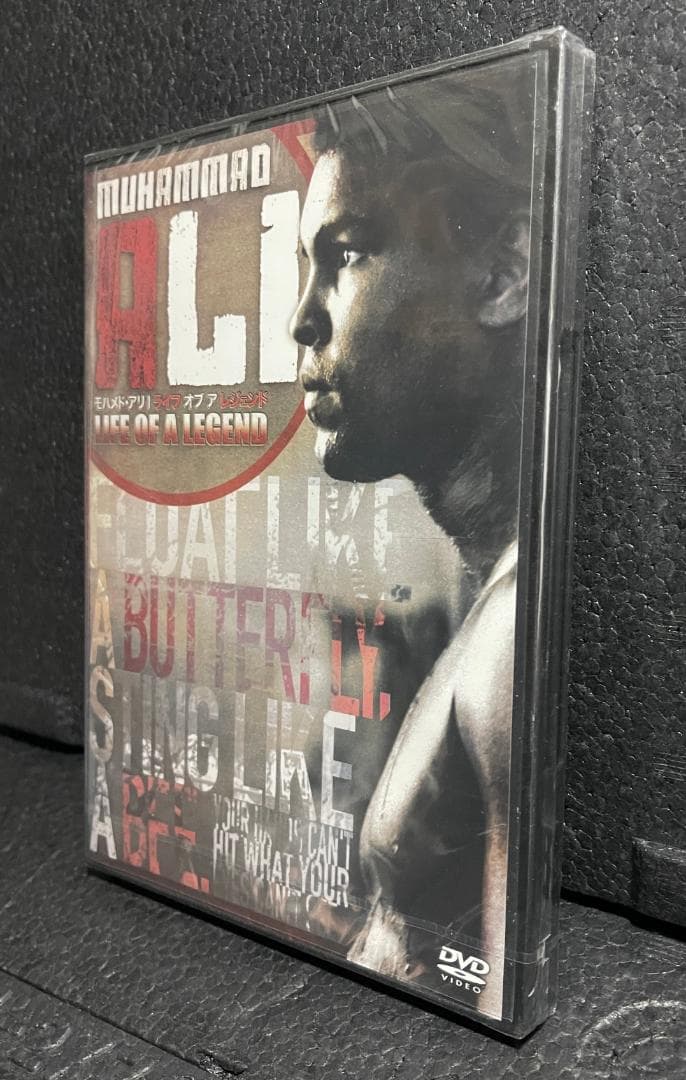 MUHAMMAD
ALI
モハメド・アリ | ライフ オブ ア レジェンド
LIFE OF A LEGEND
FLOAT LIKE
A BUTTERFLY,
STING LIKE
A BEE.
YOUR CAN'T
HIT WHAT YOUR
DVD
VIDEO